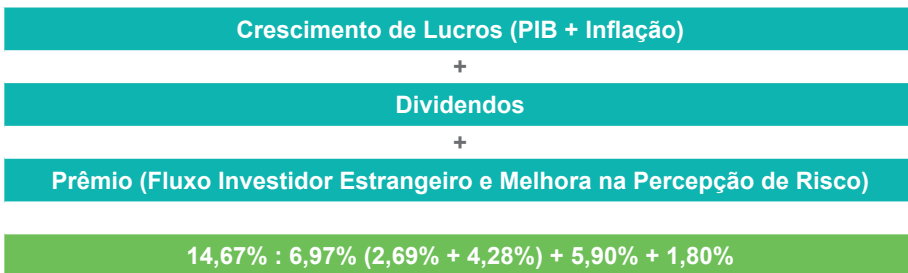 Crescimento de Lucros (PIB + Inflação)
+
Dividendos
+
Prêmio (Fluxo Investidor Estrangeiro e Melhora na Percepção de Risco)
14,67% : 6,97% (2,69% + 4,28%) + 5,90% + 1,80%